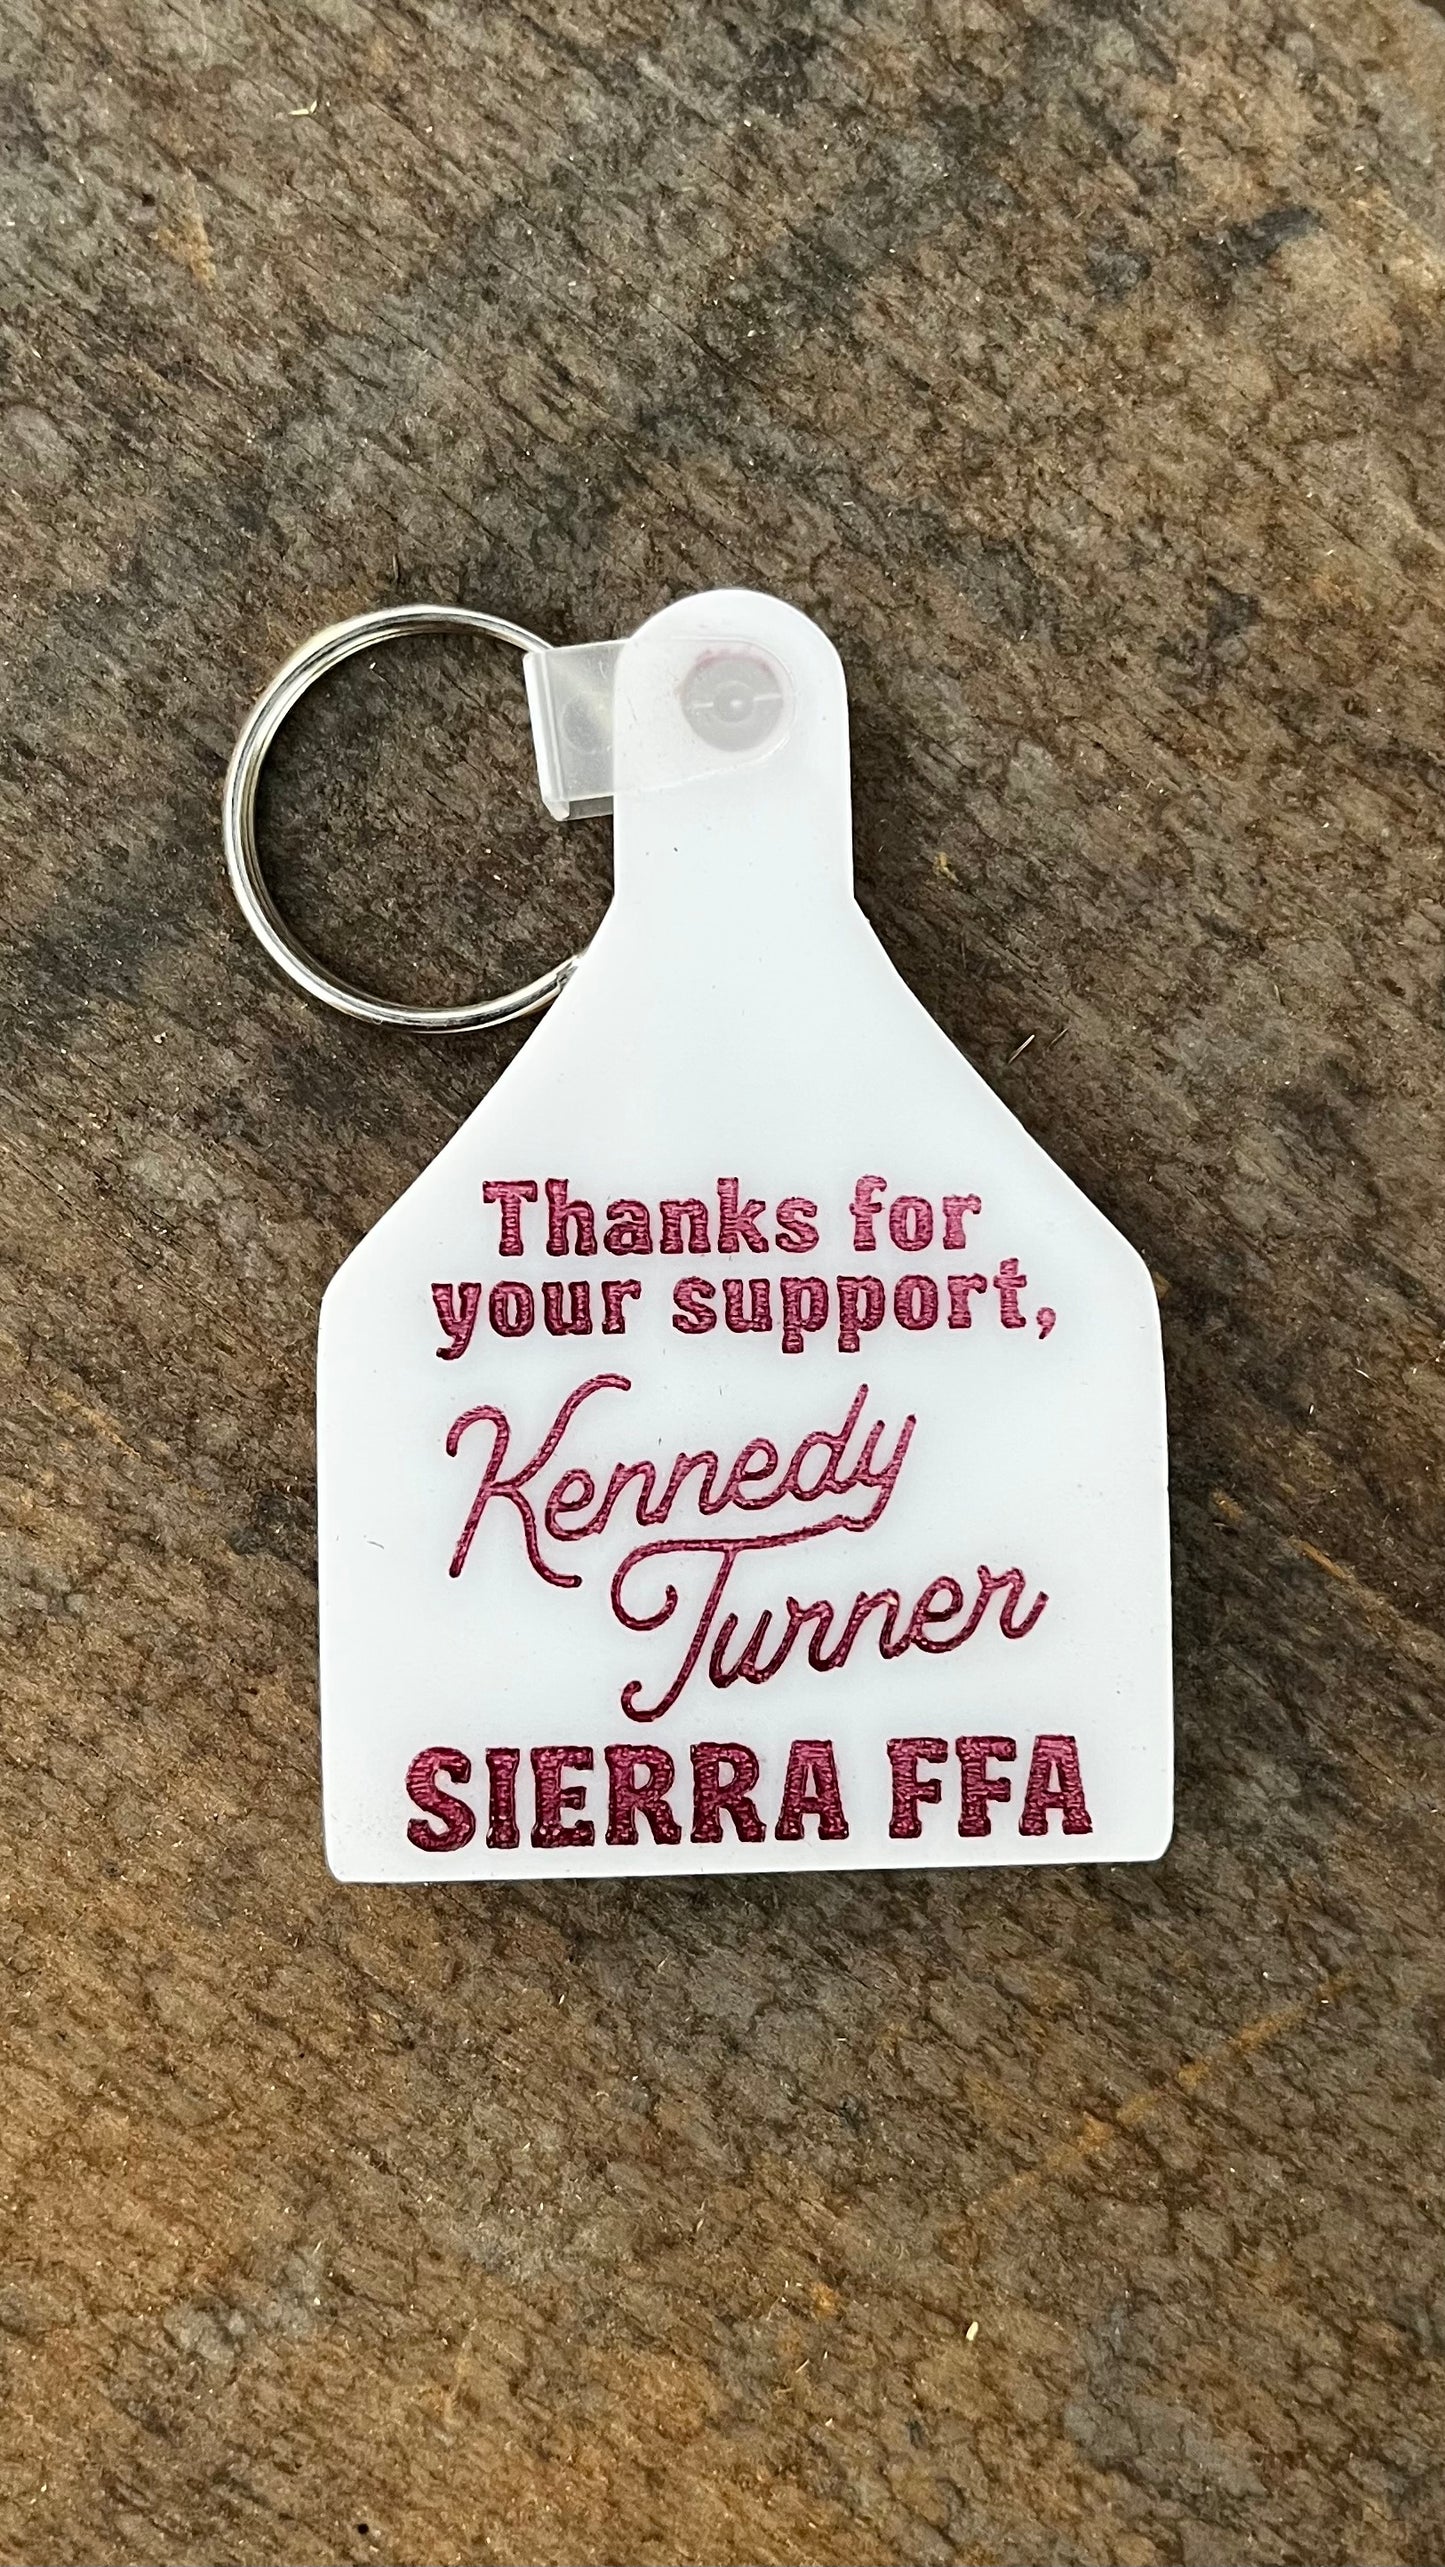 Thanks for
your support,
Kennedy
Turner
SIERRA FFA